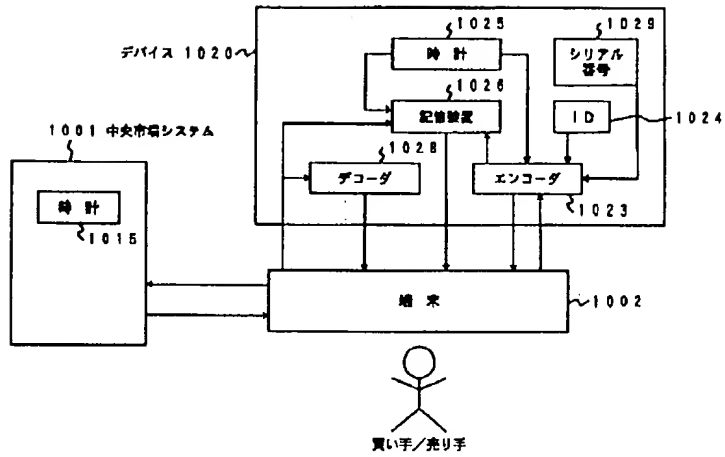 1025
1029
デバイス 1020
時計
シリアル
番号
1026
記憶装置
ID
1024
1001 中央市場システム
1028
デコーダ
エンコーダ
1023
時計
1015
端末
1002
買い手/売り手